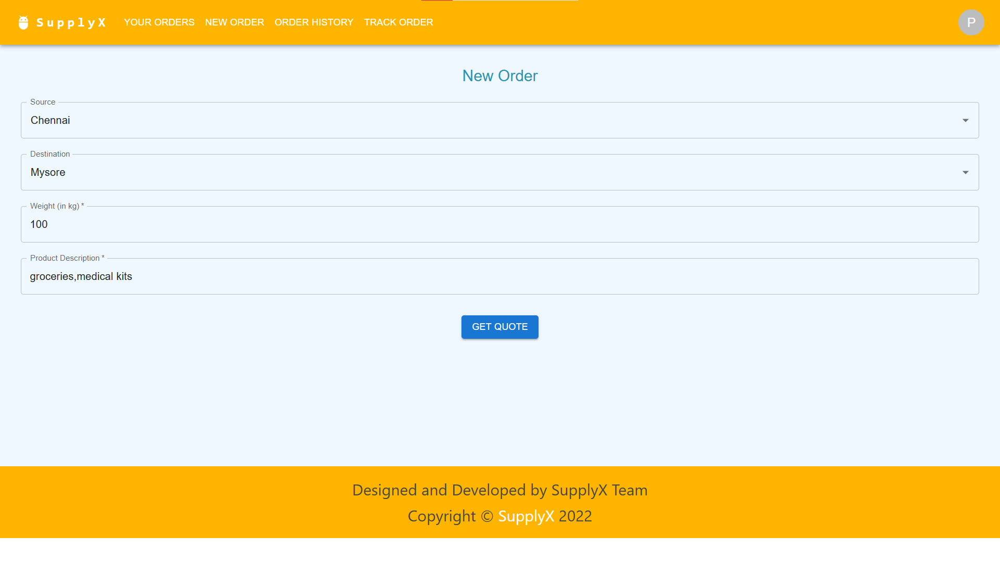 SupplyX YOUR ORDERS NEW ORDER ORDER HISTORY TRACK ORDER P
New Order
Source
Chennai
Destination
Mysore
Weight (in kg) *
100
Product Description *
groceries,medical kits
GET QUOTE
Designed and Developed by SupplyX Team
Copyright © SupplyX 2022